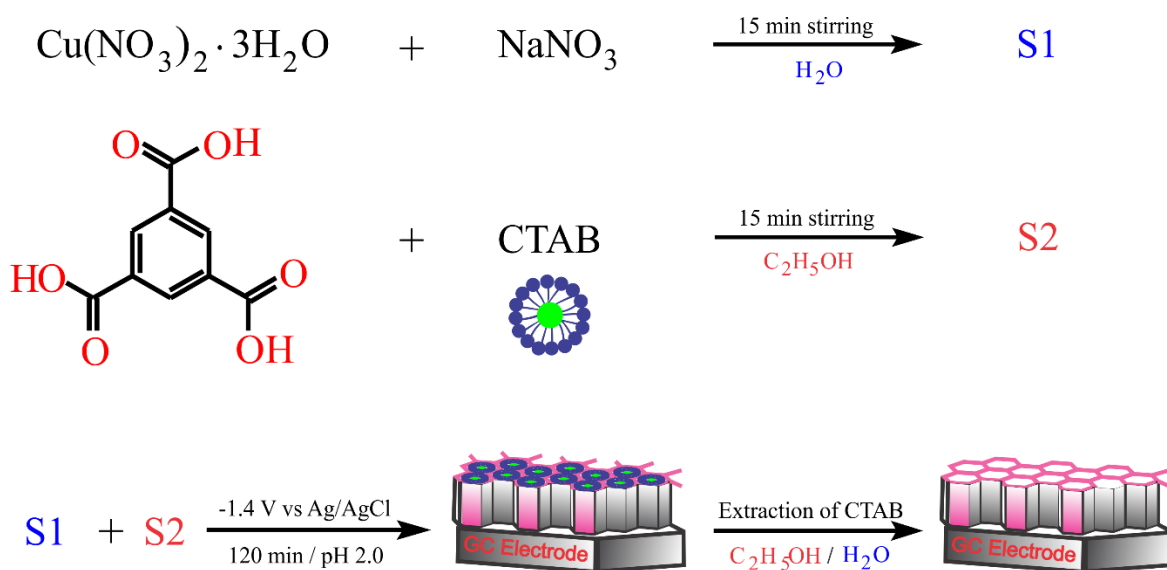 Cu(NO₃)₂· 3H₂O + NaNO₃ 15 min stirring S1
H₂O
O OH
HO O
O OH
+ CTAB 15 min stirring S2
C₂H₅OH
S1 + S2 -1.4 V vs Ag/AgCl GC Electrode Extraction of CTAB GC Electrode
120 min / pH 2.0 C₂H₅OH / H₂O